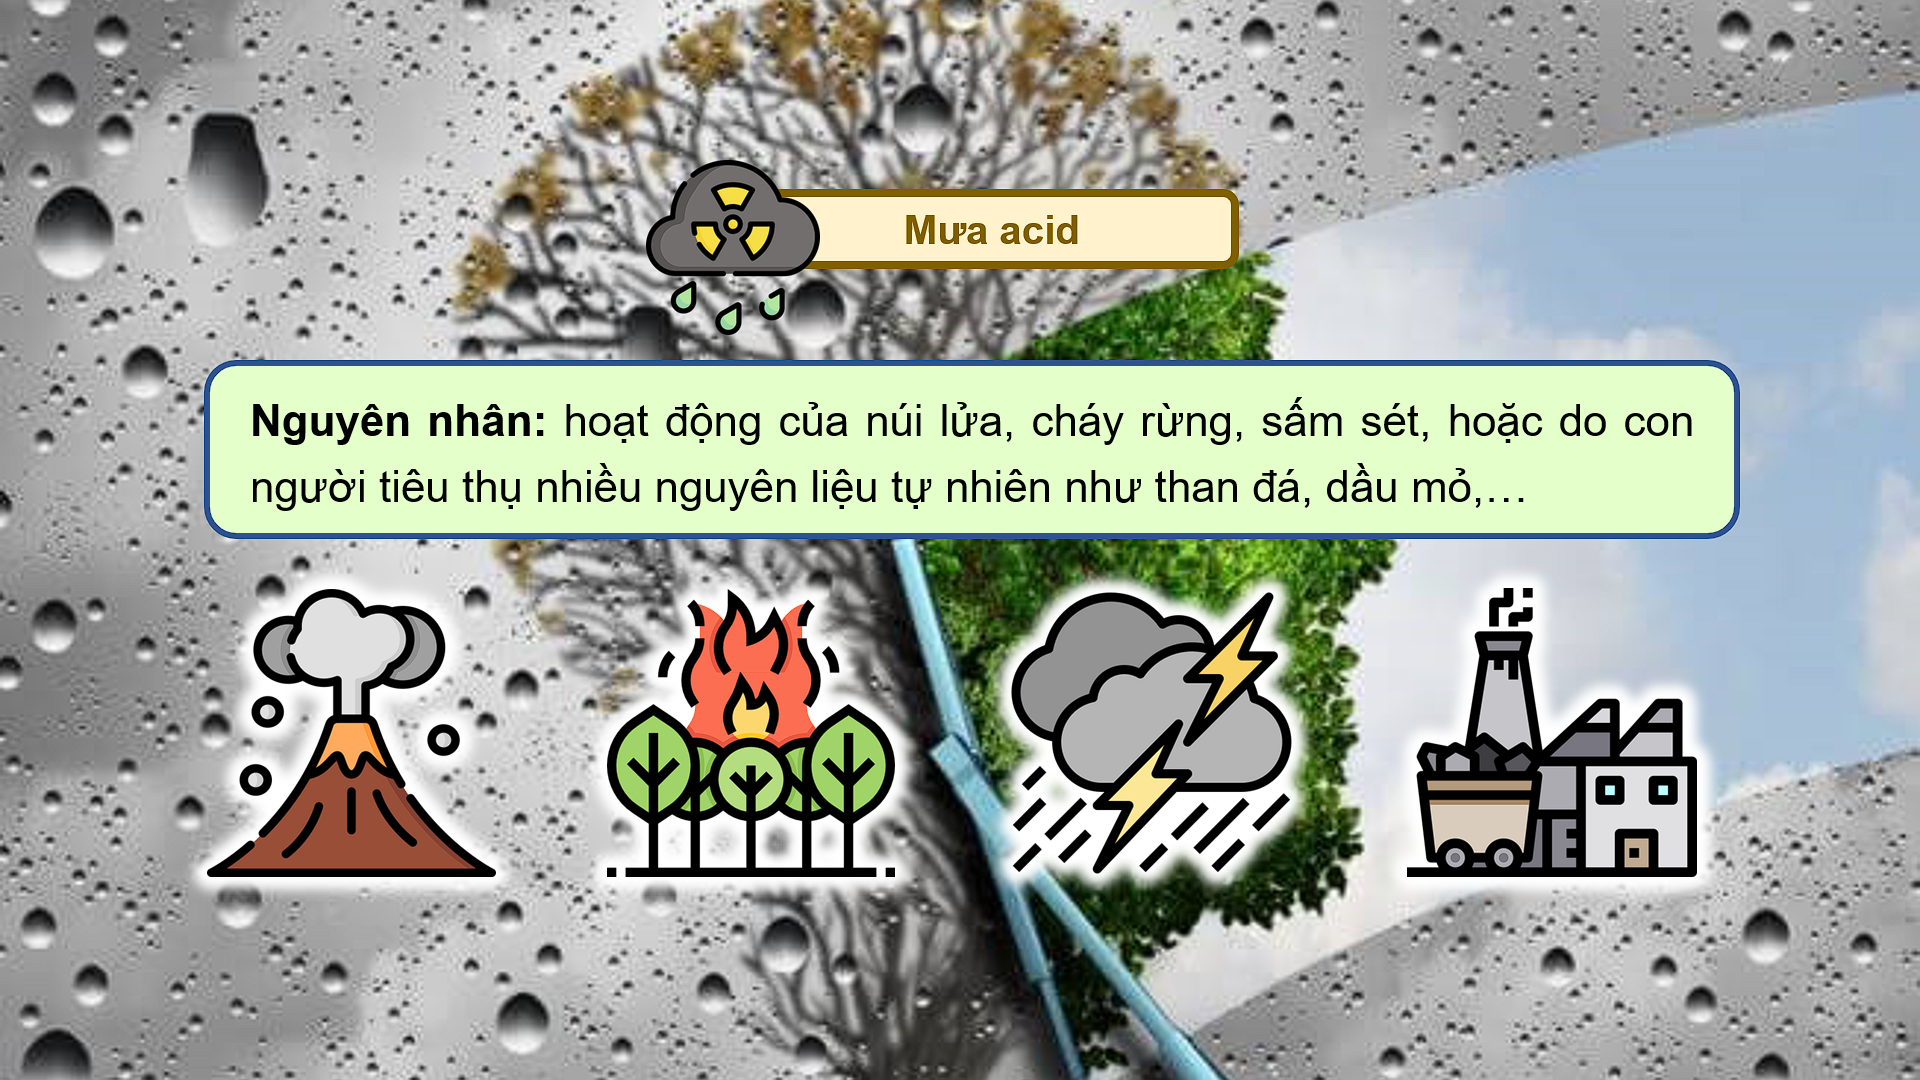 Mưa acid
Nguyên nhân: hoạt động của núi lửa, cháy rừng, sấm sét, hoặc do con
người tiêu thụ nhiều nguyên liệu tự nhiên như than đá, dầu mỏ,…